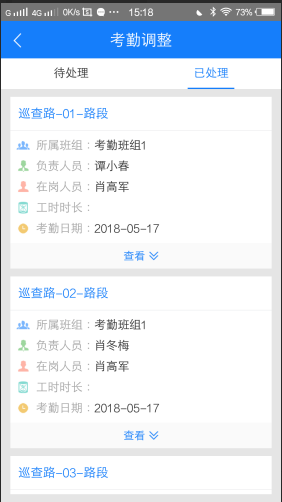 G 4G 0K/s 15:18 73%
考勤调整
待处理 已处理
巡查路-01-路段
所属班组：考勤班组1
负责人员：谭小春
在岗人员：肖高军
工时时长：
考勤日期：2018-05-17
查看
巡查路-02-路段
所属班组：考勤班组1
负责人员：肖冬梅
在岗人员：肖高军
工时时长：
考勤日期：2018-05-17
查看
巡查路-03-路段